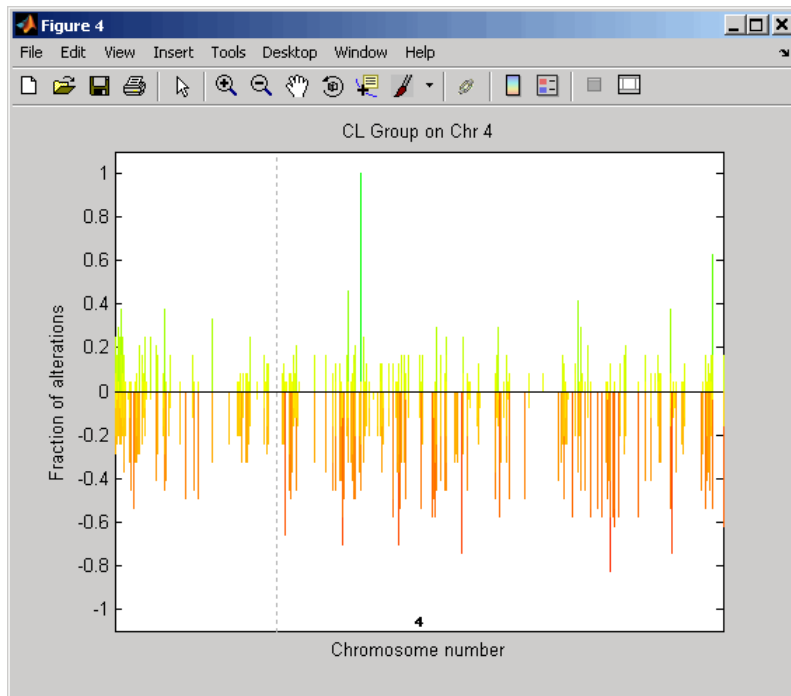 Figure 4
File Edit View Insert Tools Desktop Window Help
CL Group on Chr 4
1
0.8
0.6
0.4
0.2
0
-0.2
-0.4
-0.6
-0.8
-1
Fraction of alterations
4
Chromosome number